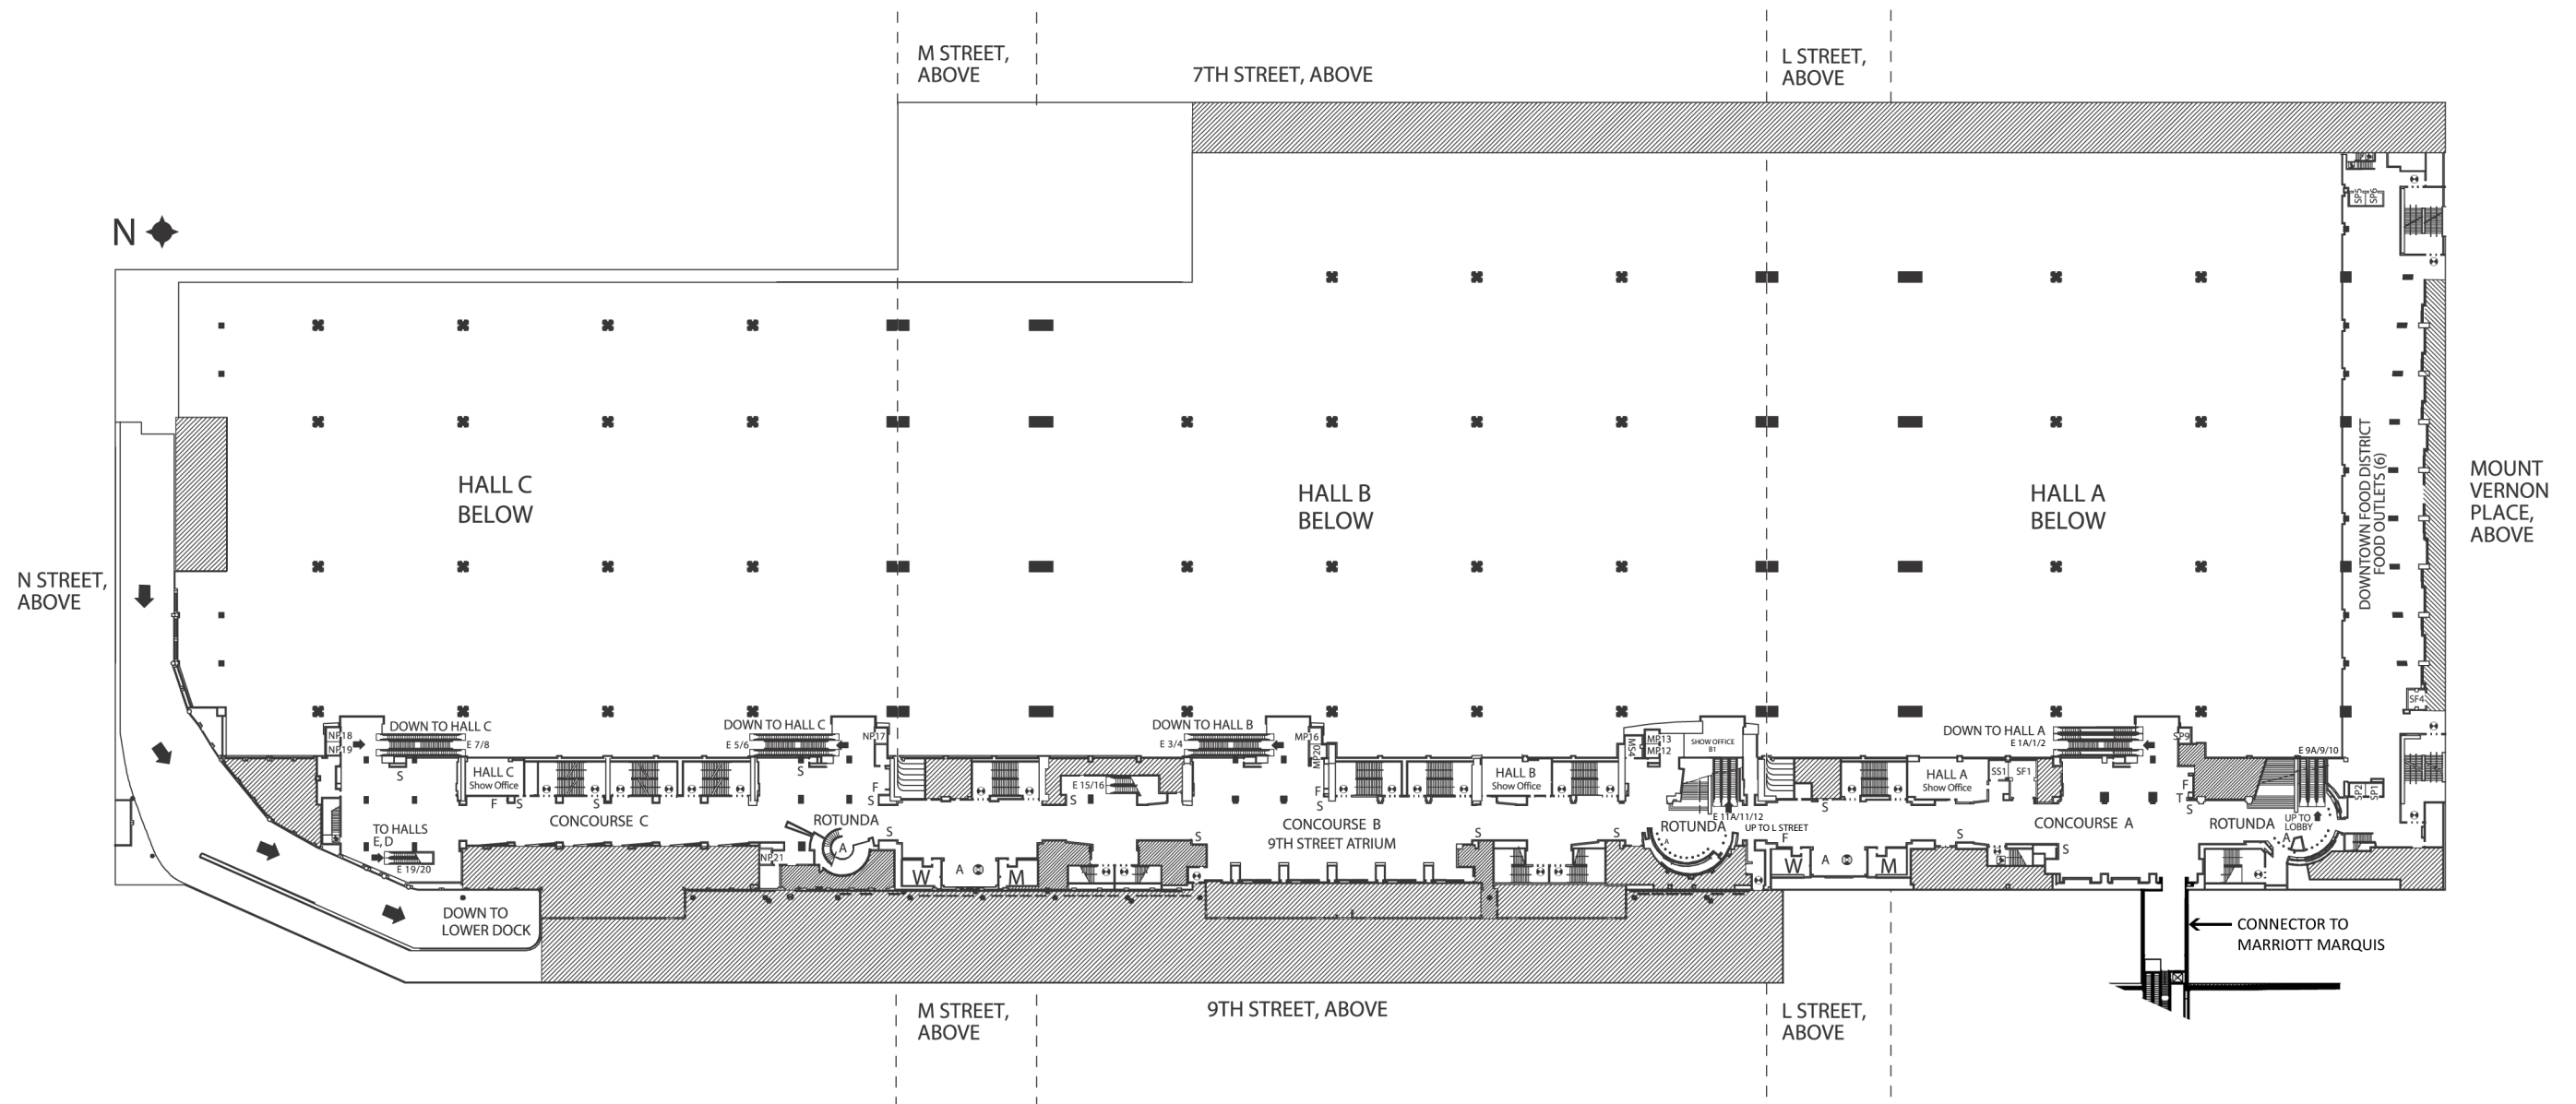 M STREET,
ABOVE
7TH STREET, ABOVE
L STREET,
ABOVE
N
SP5
SP6
HALL C
BELOW
HALL B
BELOW
HALL A
BELOW
DOWNTOWN FOOD DISTRICT
FOOD OUTLETS (6)
MOUNT
VERNON
PLACE,
ABOVE
N STREET,
ABOVE
SF4
NP18
NP19
DOWN TO HALL C
E 7/8
S
DOWN TO HALL C
E 5/6
S
NP17
DOWN TO HALL B
E 3/4
MP16
MP20
MS4
MP13
MP12
SHOW OFFICE
B1
DOWN TO HALL A
E 1A/1/2
SP9
E 9A/9/10
HALL C
Show Office
F
S
S
F
S
E 15/16
S
F
S
HALL B
Show Office
E 11A/11/12
UP TO L STREET
S
HALL A
Show Office
SS1
SF1
F
T
S
SP2
SP1
TO HALLS
E, D
E 19/20
CONCOURSE C
ROTUNDA
A
NP21
S
W
A
M
S
CONCOURSE B
9TH STREET ATRIUM
S
S
ROTUNDA
A
F
W
A
M
S
CONCOURSE A
S
ROTUNDA
UP TO
LOBBY
A
DOWN TO
LOWER DOCK
CONNECTOR TO
MARRIOTT MARQUIS
M STREET,
ABOVE
9TH STREET, ABOVE
L STREET,
ABOVE